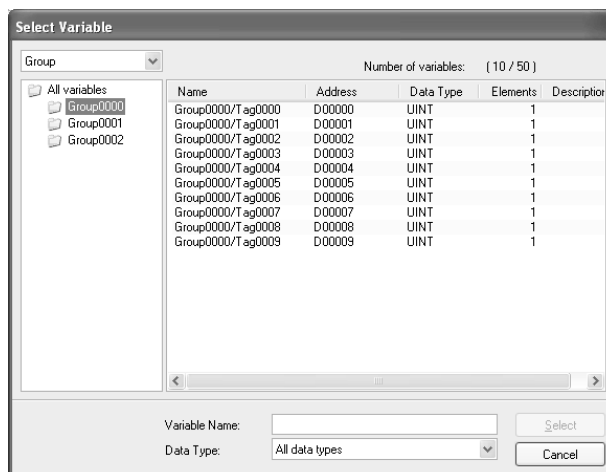 Select Variable
Group
Number of variables: ( 10 / 50 )
All variables
Group0000
Group0001
Group0002
Name Address Data Type Elements Description
Group0000/Tag0000 D00000 UINT 1
Group0000/Tag0001 D00001 UINT 1
Group0000/Tag0002 D00002 UINT 1
Group0000/Tag0003 D00003 UINT 1
Group0000/Tag0004 D00004 UINT 1
Group0000/Tag0005 D00005 UINT 1
Group0000/Tag0006 D00006 UINT 1
Group0000/Tag0007 D00007 UINT 1
Group0000/Tag0008 D00008 UINT 1
Group0000/Tag0009 D00009 UINT 1
Variable Name:
Select
Data Type: All data types
Cancel